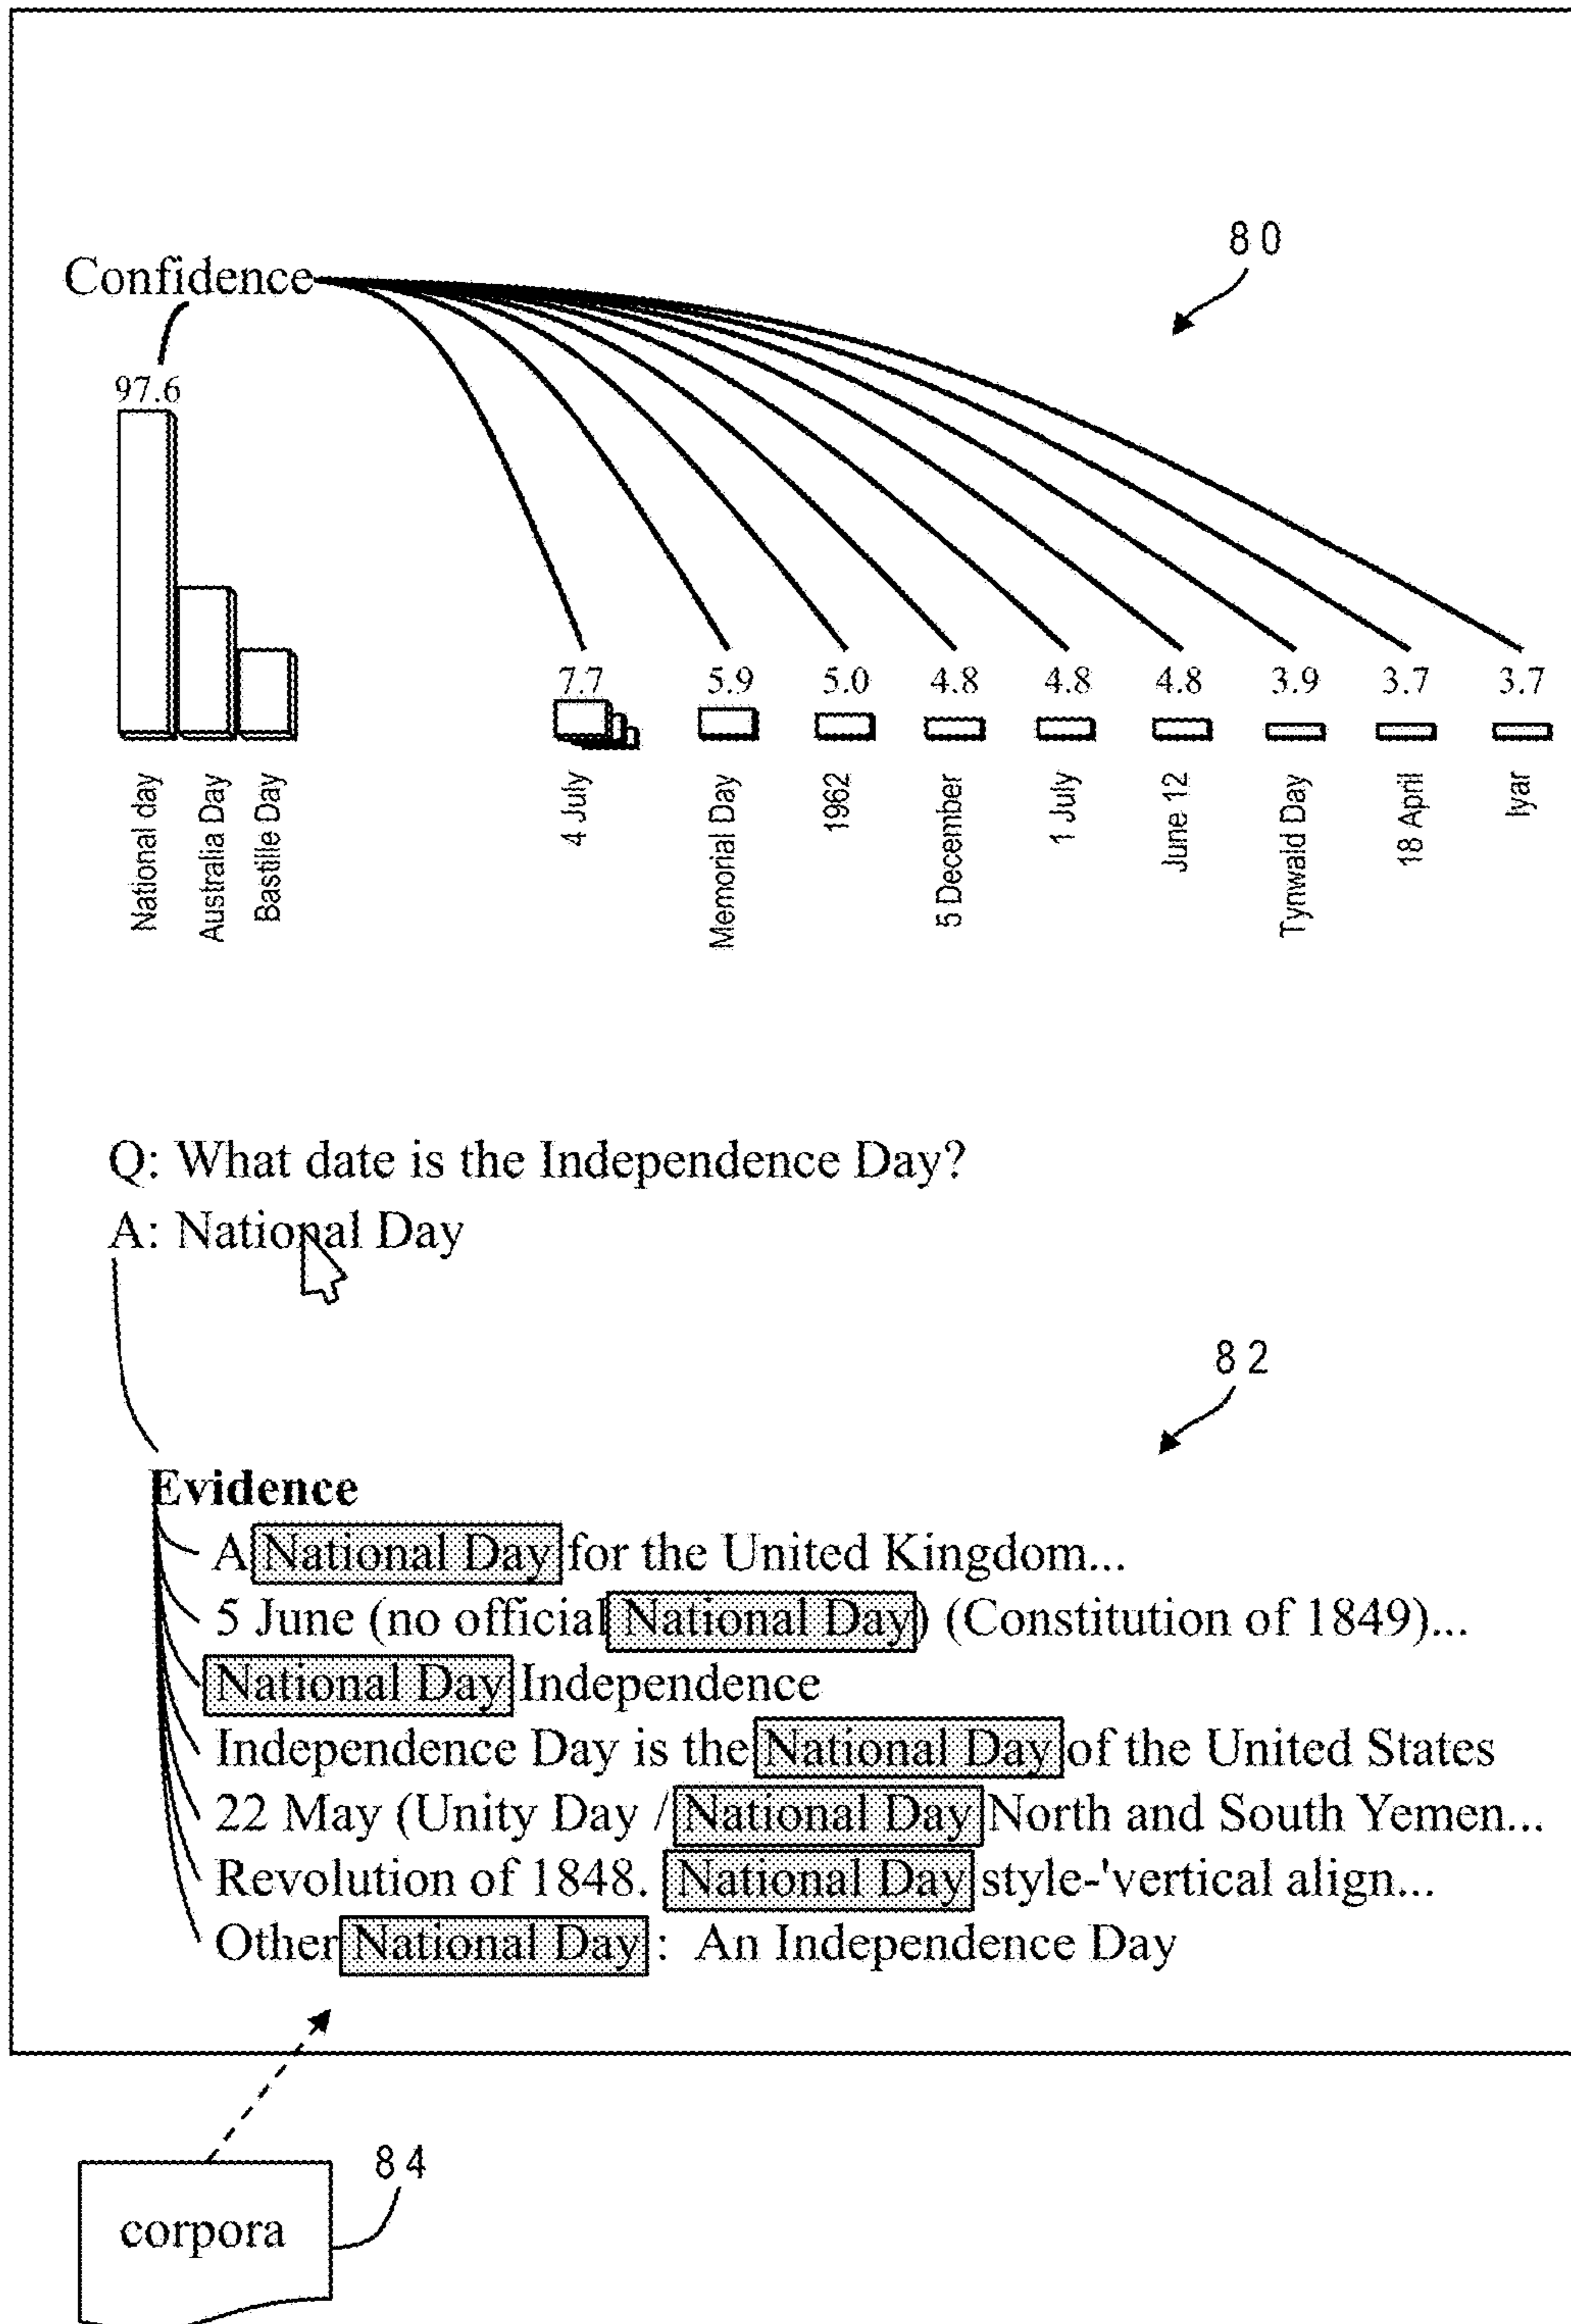 80
Confidence
97.6
7.7 5.9 5.0 4.8 4.8 4.8 3.9 3.7 3.7
National day
Australia Day
Bastille Day
4 July
Memorial Day
1962
5 December
1 July
June 12
Tynwald Day
18 April
Iyar
Q: What date is the Independence Day?
A: National Day
82
Evidence
A National Day for the United Kingdom...
5 June (no official National Day) (Constitution of 1849)...
National Day Independence
Independence Day is the National Day of the United States
22 May (Unity Day / National Day North and South Yemen...
Revolution of 1848. National Day style-'vertical align...
Other National Day : An Independence Day
84
corpora